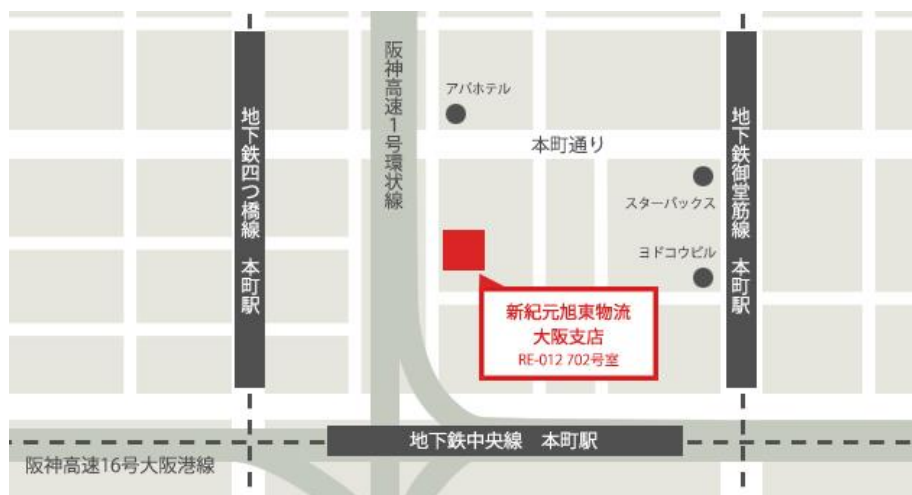 阪神高速1号環状線
アパホテル
地下鉄四つ橋線 本町駅
本町通り
地下鉄御堂筋線 本町駅
スターバックス
ヨドコウビル
新紀元旭東物流
大阪支店
RE-012 702号室
地下鉄中央線 本町駅
阪神高速16号大阪港線